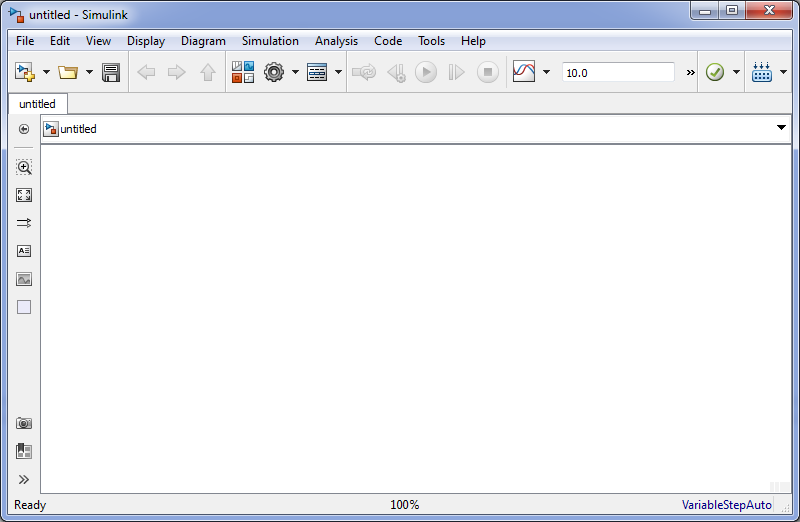 untitled - Simulink
File Edit View Display Diagram Simulation Analysis Code Tools Help
10.0 »
untitled
untitled
A
Ready 100% VariableStepAuto